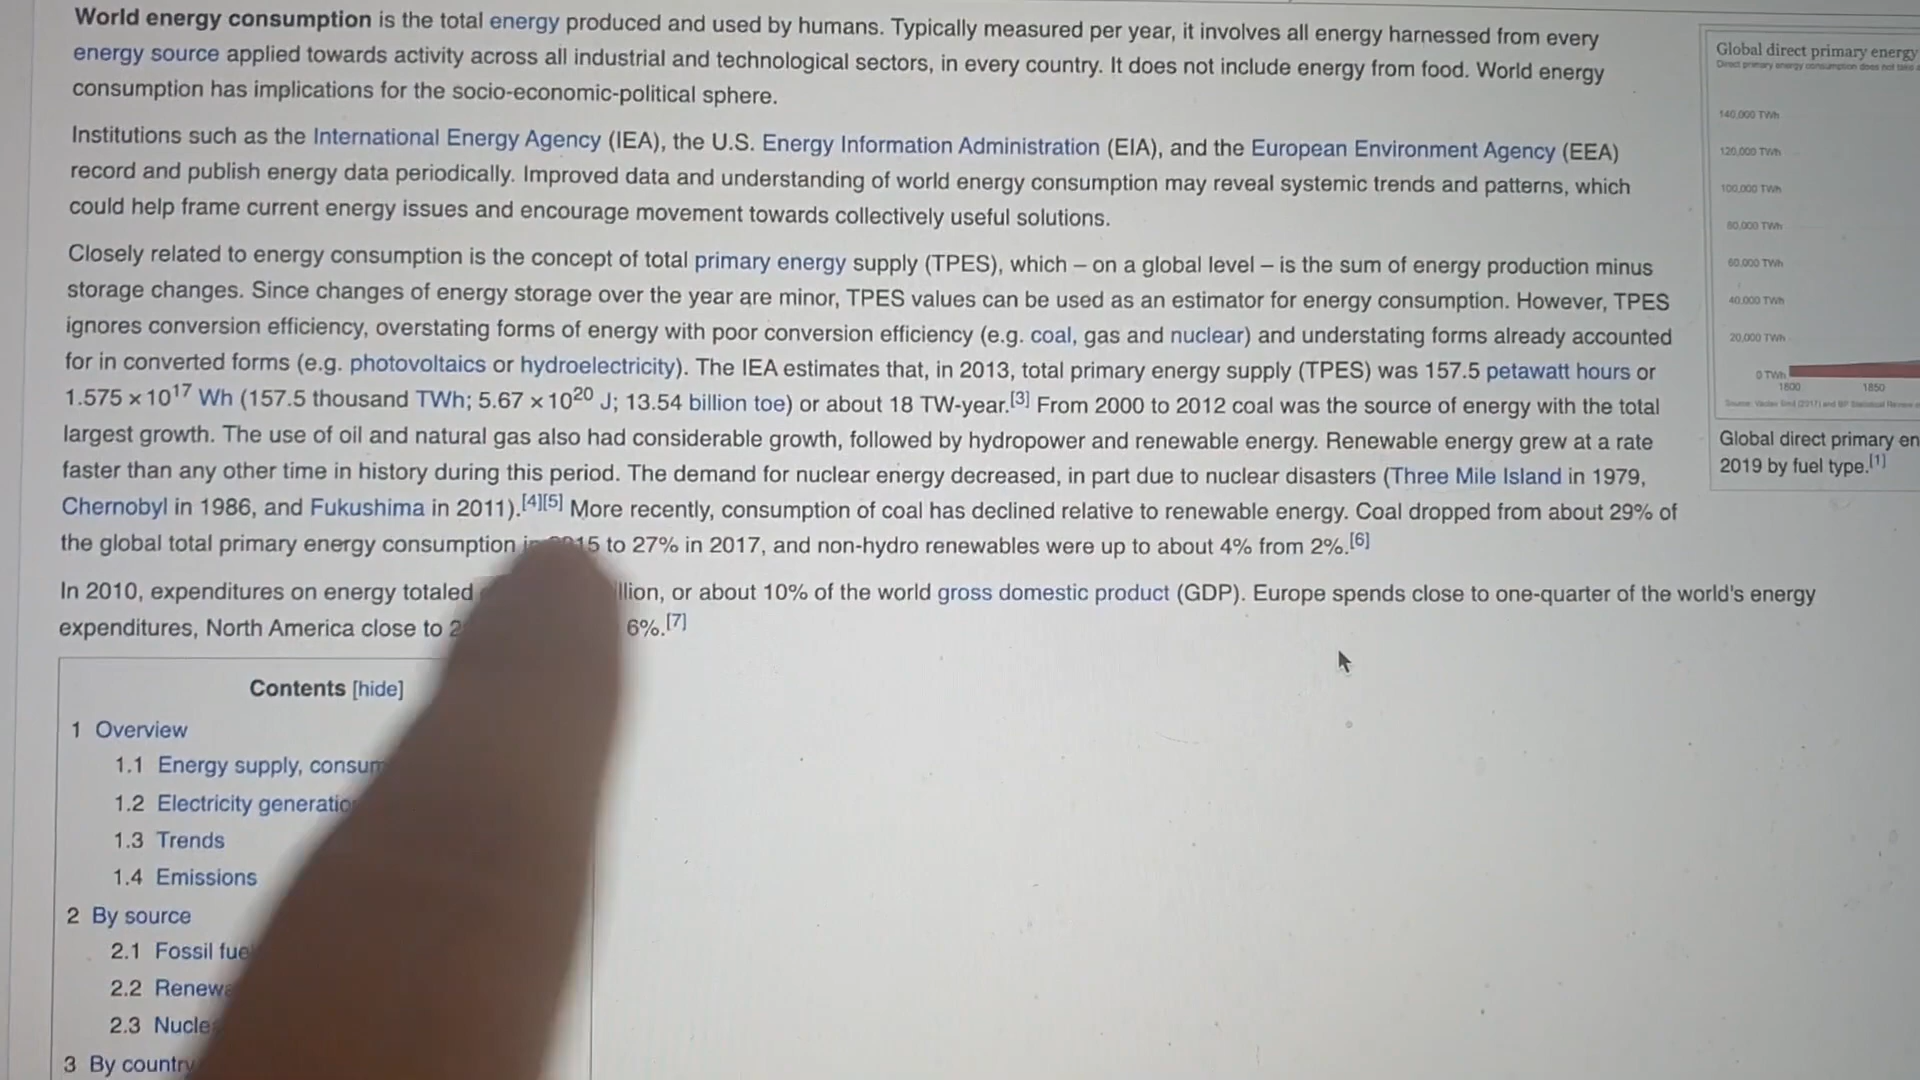 World energy consumption is the total energy produced and used by humans. Typically measured per year, it involves all energy harnessed from every
energy source applied towards activity across all industrial and technological sectors, in every country. It does not include energy from food. World energy
consumption has implications for the socio-economic-political sphere.
Institutions such as the International Energy Agency (IEA), the U.S. Energy Information Administration (EIA), and the European Environment Agency (EEA)
record and publish energy data periodically. Improved data and understanding of world energy consumption may reveal systemic trends and patterns, which
could help frame current energy issues and encourage movement towards collectively useful solutions.
Closely related to energy consumption is the concept of total primary energy supply (TPES), which – on a global level – is the sum of energy production minus
storage changes. Since changes of energy storage over the year are minor, TPES values can be used as an estimator for energy consumption. However, TPES
ignores conversion efficiency, overstating forms of energy with poor conversion efficiency (e.g. coal, gas and nuclear) and understating forms already accounted
for in converted forms (e.g. photovoltaics or hydroelectricity). The IEA estimates that, in 2013, total primary energy supply (TPES) was 157.5 petawatt hours or
1.575 × 10¹⁷ Wh (157.5 thousand TWh; 5.67 × 10²⁰ J; 13.54 billion toe) or about 18 TW-year.[3] From 2000 to 2012 coal was the source of energy with the total
largest growth. The use of oil and natural gas also had considerable growth, followed by hydropower and renewable energy. Renewable energy grew at a rate
faster than any other time in history during this period. The demand for nuclear energy decreased, in part due to nuclear disasters (Three Mile Island in 1979,
Chernobyl in 1986, and Fukushima in 2011).[4][5] More recently, consumption of coal has declined relative to renewable energy. Coal dropped from about 29% of
the global total primary energy consumption in 2015 to 27% in 2017, and non-hydro renewables were up to about 4% from 2%.[6]
In 2010, expenditures on energy totaled or about 10% of the world gross domestic product (GDP). Europe spends close to one-quarter of the world's energy
expenditures, North America close to 6%.[7]
Contents [hide]
1 Overview
1.1 Energy supply,
1.2 Electricity
1.3 Trends
1.4 Emissions
2 By source
2.1 Fossil
2.2
2.3
3 By country
Global direct primary energy
Direct primary energy consumption does not take
140,000 TWh
120,000 TWh
100,000 TWh
80,000 TWh
60,000 TWh
40,000 TWh
20,000 TWh
0 TWh
1800 1850
Source: Vaclav Smil (2017) and BP Statistical Review
Global direct primary
2019 by fuel type.[1]